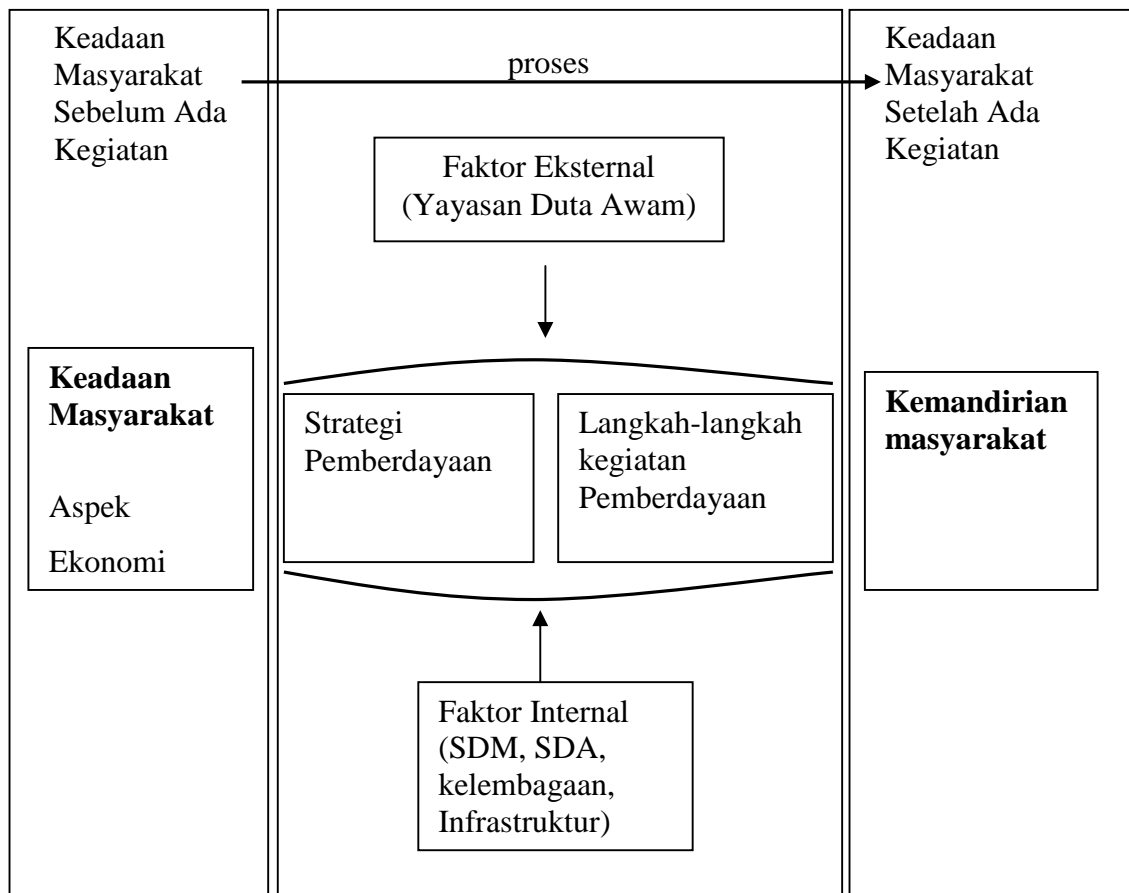 Keadaan
Masyarakat
Sebelum Ada
Kegiatan
proses
Keadaan
Masyarakat
Setelah Ada
Kegiatan
Faktor Eksternal
(Yayasan Duta Awam)
Keadaan
Masyarakat
Aspek
Ekonomi
Strategi
Pemberdayaan
Langkah-langkah
kegiatan
Pemberdayaan
Kemandirian
masyarakat
Faktor Internal
(SDM, SDA,
kelembagaan,
Infrastruktur)